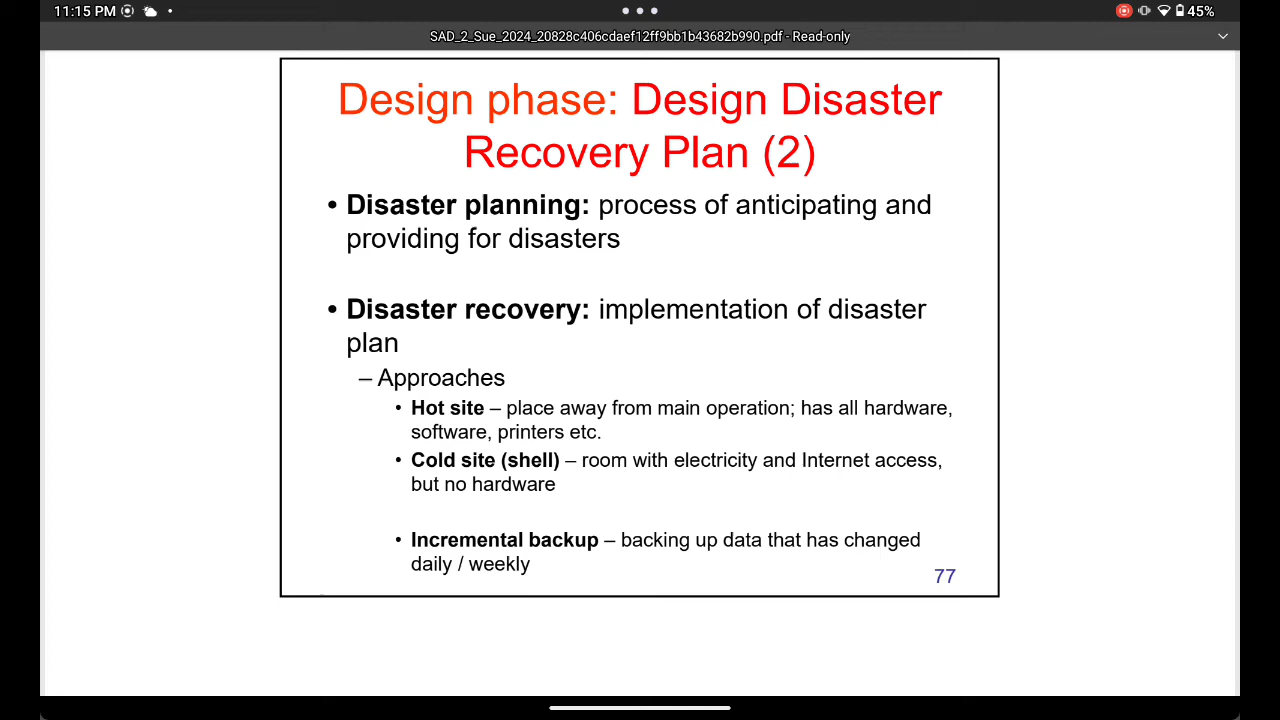 11:15 PM
45%
SAD_2_Sue_2024_20828c406cdaef12ff9bb1b43682b990.pdf - Read-only
Design phase: Design Disaster
Recovery Plan (2)
• Disaster planning: process of anticipating and
providing for disasters
• Disaster recovery: implementation of disaster
plan
– Approaches
• Hot site – place away from main operation; has all hardware,
software, printers etc.
• Cold site (shell) – room with electricity and Internet access,
but no hardware
• Incremental backup – backing up data that has changed
daily / weekly
77